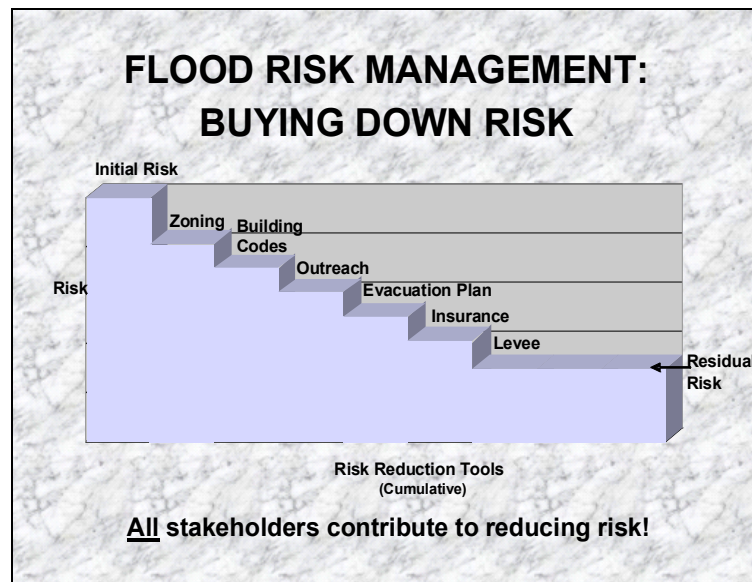 FLOOD RISK MANAGEMENT:
BUYING DOWN RISK
Initial Risk
Zoning
Building
Codes
Outreach
Risk
Evacuation Plan
Insurance
Levee
Residual
Risk
Risk Reduction Tools
(Cumulative)
All stakeholders contribute to reducing risk!